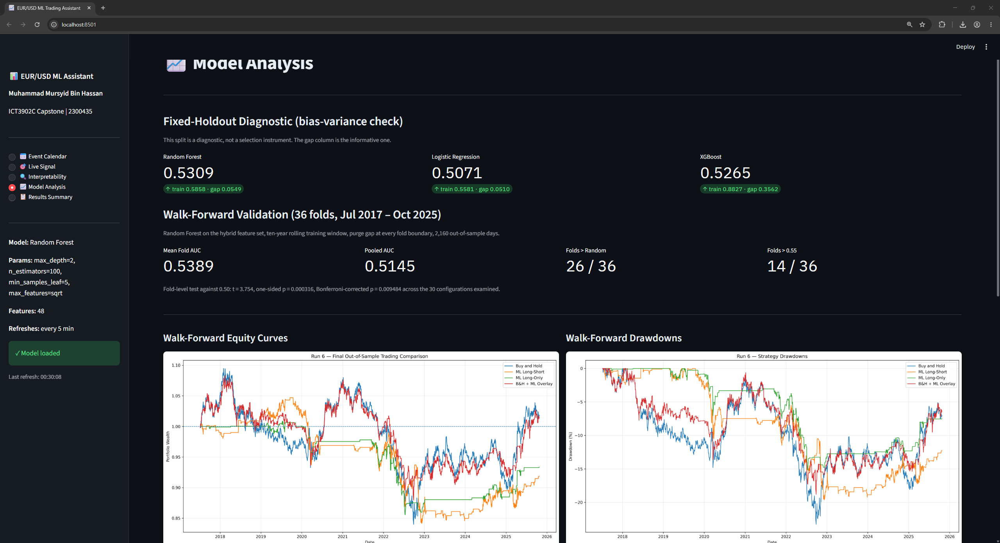 EUR/USD ML Trading Assistant
localhost:8501
Deploy
EUR/USD ML Assistant
Muhammad Mursyid Bin Hassan
ICT3902C Capstone | 2300435
Event Calendar
Live Signal
Interpretability
Model Analysis
Results Summary
Model: Random Forest
Params: max_depth=2,
n_estimators=100,
min_samples_leaf=5,
max_features=sqrt
Features: 48
Refreshes: every 5 min
✓ Model loaded
Last refresh: 00:30:08
Model Analysis
Fixed-Holdout Diagnostic (bias-variance check)
This split is a diagnostic, not a selection instrument. The gap column is the informative one.
Random Forest
0.5309
↑ train 0.5858 · gap 0.0549
Logistic Regression
0.5071
↑ train 0.5581 · gap 0.0510
XGBoost
0.5265
↑ train 0.8827 · gap 0.3562
Walk-Forward Validation (36 folds, Jul 2017 – Oct 2025)
Random Forest on the hybrid feature set, ten-year rolling training window, purge gap at every fold boundary, 2,160 out-of-sample days.
Mean Fold AUC
0.5389
Pooled AUC
0.5145
Folds > Random
26 / 36
Folds > 0.55
14 / 36
Fold-level test against 0.50: t = 3.754, one-sided p = 0.000316, Bonferroni-corrected p = 0.009484 across the 30 configurations examined.
Walk-Forward Equity Curves
Run 6 — Final Out-of-Sample Trading Comparison
Buy and Hold
ML Long-Short
ML Long-Only
B&H + ML Overlay
Portfolio Wealth
1.10
1.05
1.00
0.95
0.90
0.85
2018 2019 2020 2021 2022 2023 2024 2025 2026
Date
Walk-Forward Drawdowns
Run 6 — Strategy Drawdowns
Buy and Hold
ML Long-Short
ML Long-Only
B&H + ML Overlay
Drawdown (%)
0
−5
−10
−15
−20
2018 2019 2020 2021 2022 2023 2024 2025 2026
Date